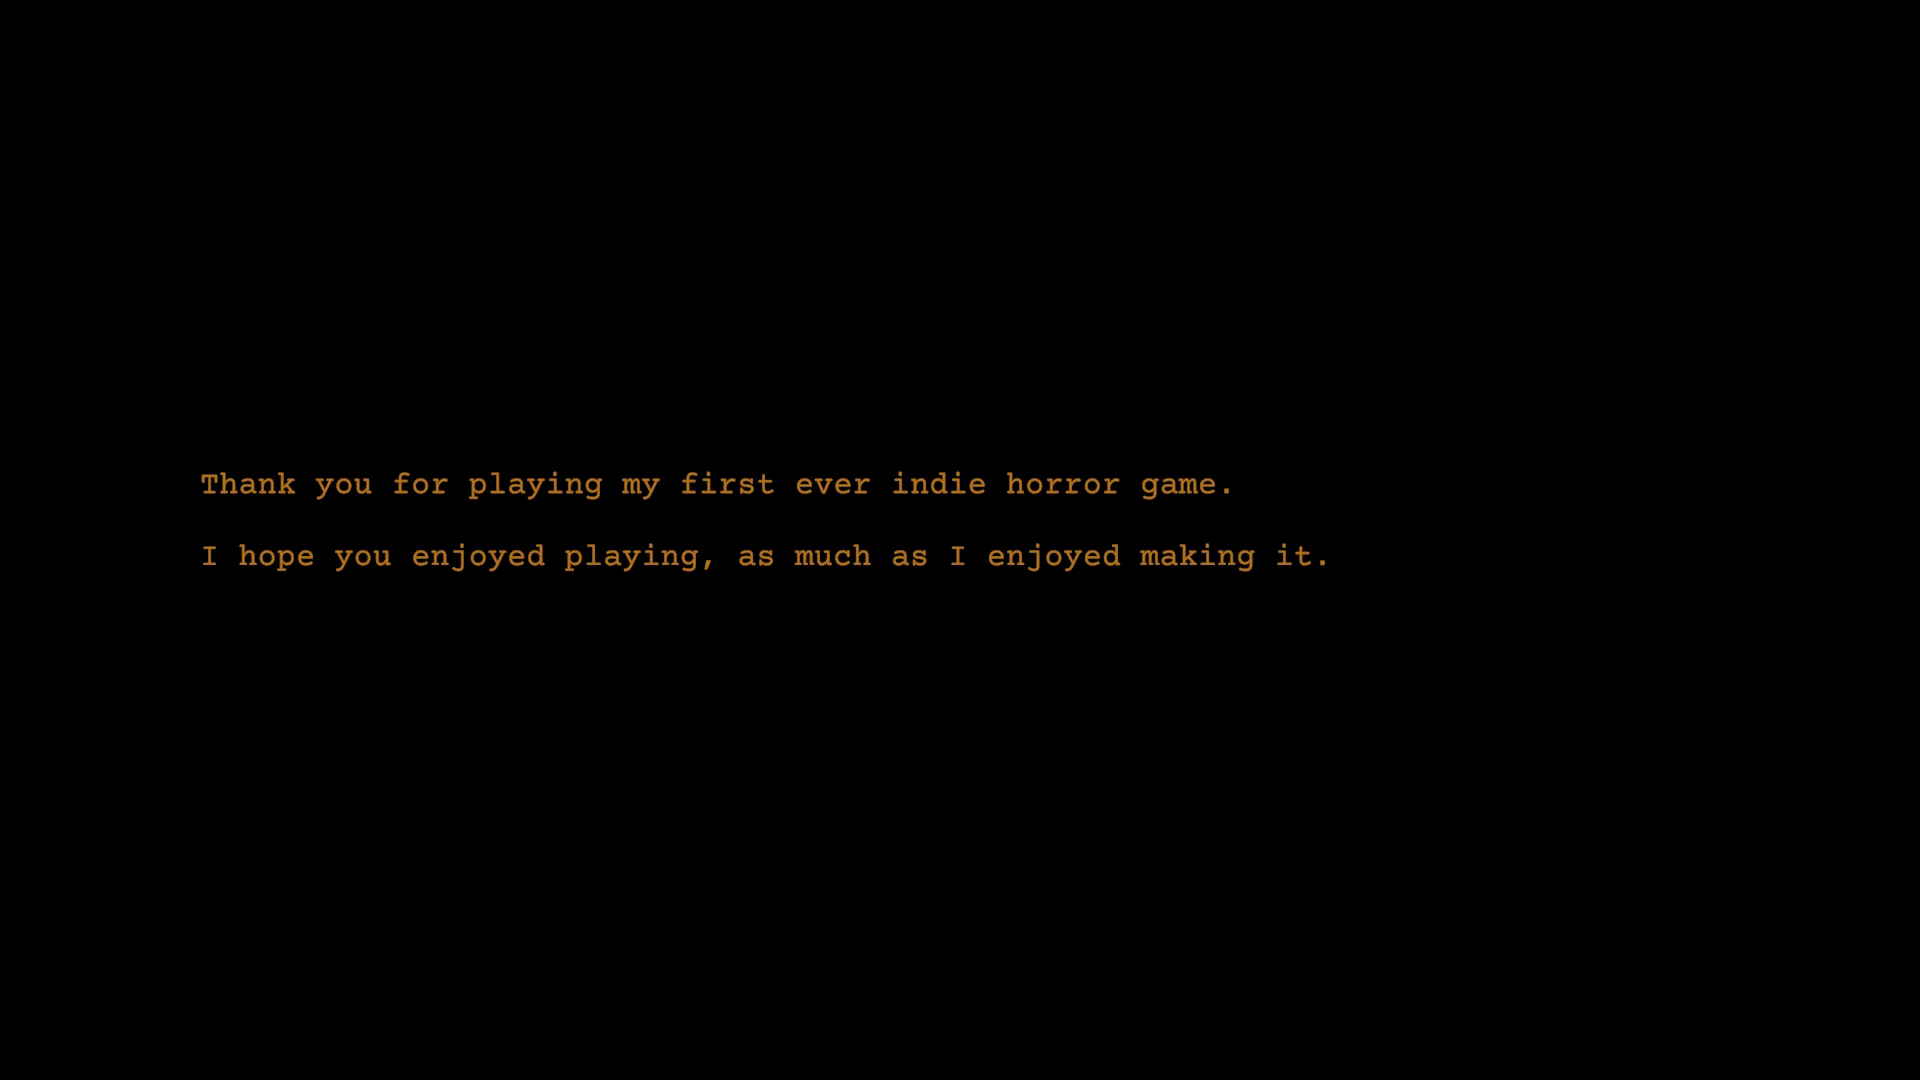 Thank you for playing my first ever indie horror game.
I hope you enjoyed playing, as much as I enjoyed making it.